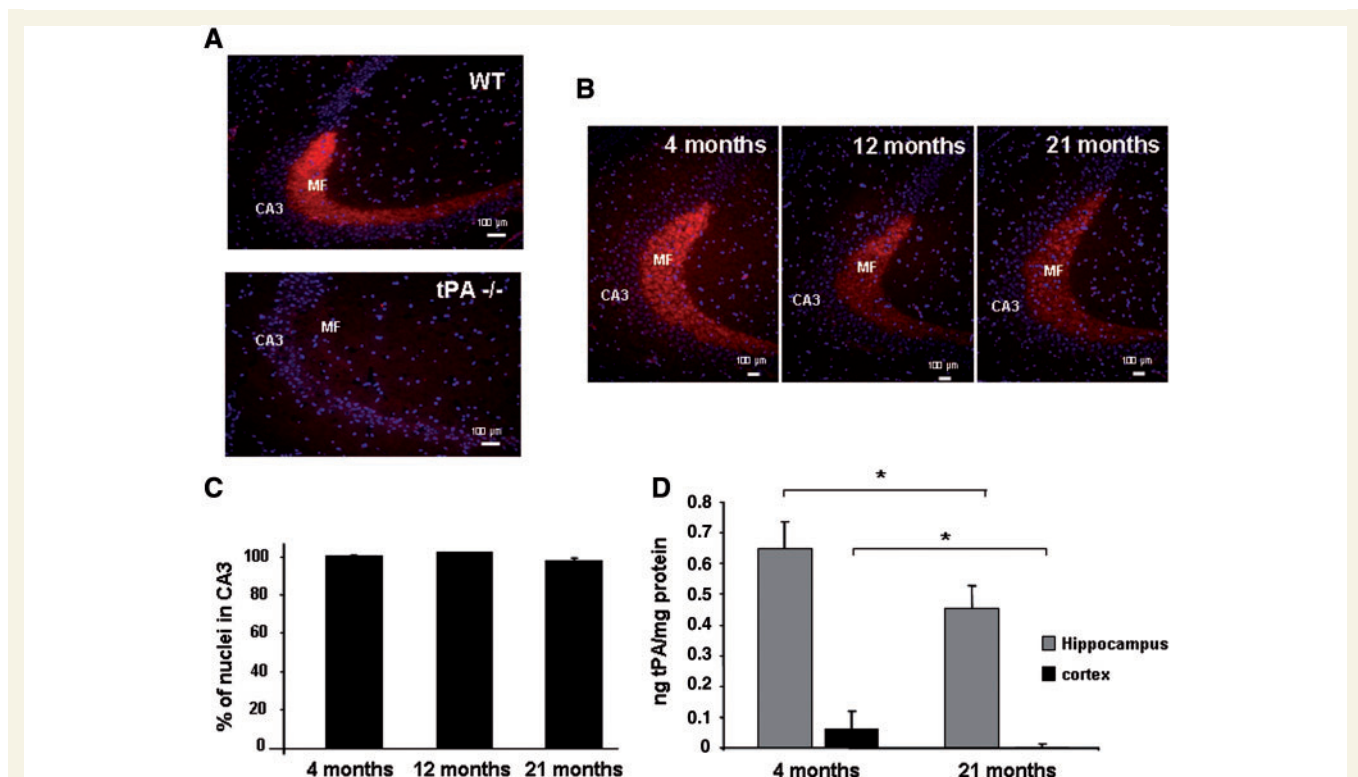 A
WT
MF
CA3
100 µm
tPA -/-
MF
CA3
100 µm
B
4 months
MF
CA3
100 µm
12 months
MF
CA3
100 µm
21 months
MF
CA3
100 µm
C
% of nuclei in CA3
100
80
60
40
20
0
4 months 12 months 21 months
D
ng tPA/mg protein
0.8
0.7
0.6
0.5
0.4
0.3
0.2
0.1
0
*
*
Hippocampus
cortex
4 months 21 months